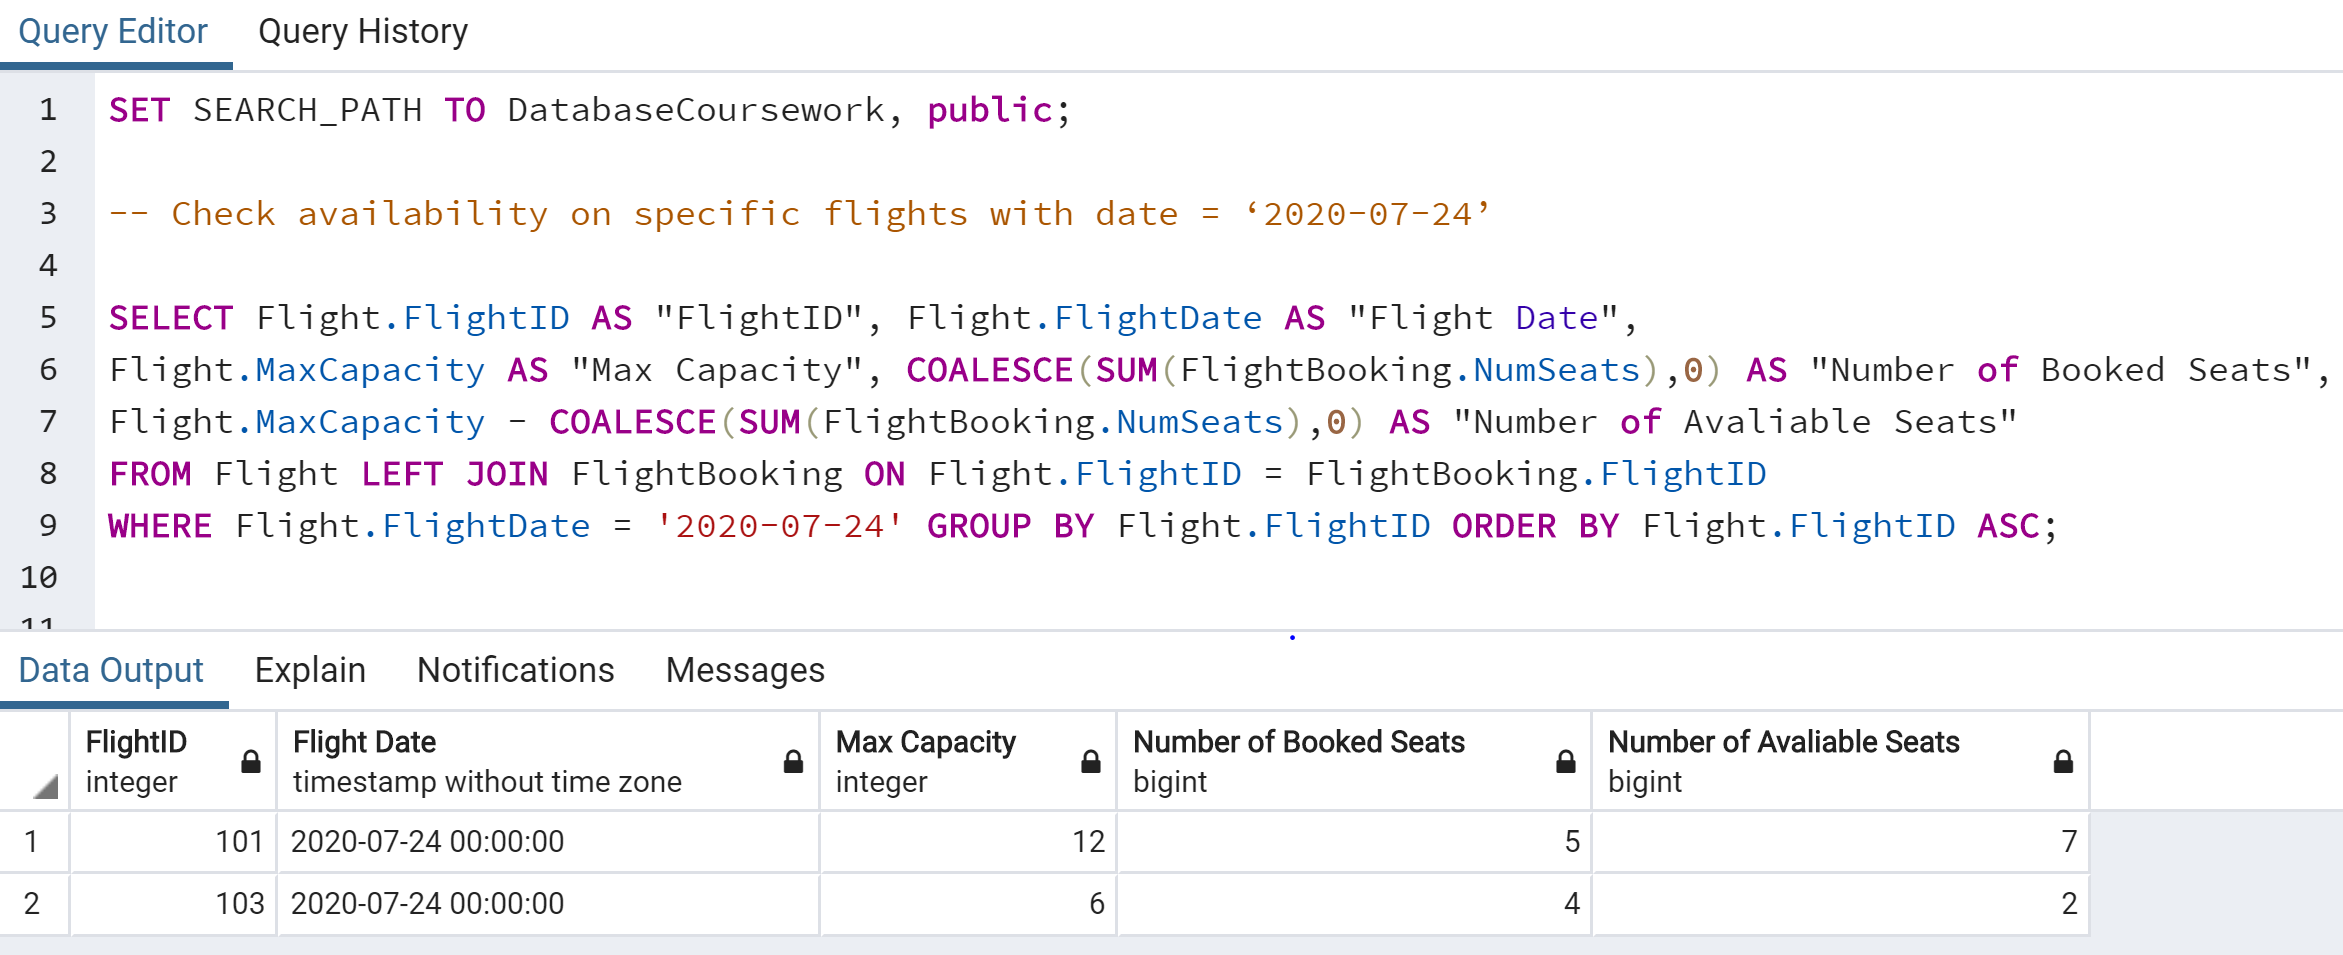 Query Editor Query History
1 SET SEARCH_PATH TO DatabaseCoursework, public;
2
3 -- Check availability on specific flights with date = ‘2020-07-24’
4
5 SELECT Flight.FlightID AS "FlightID", Flight.FlightDate AS "Flight Date",
6 Flight.MaxCapacity AS "Max Capacity", COALESCE(SUM(FlightBooking.NumSeats),0) AS "Number of Booked Seats",
7 Flight.MaxCapacity - COALESCE(SUM(FlightBooking.NumSeats),0) AS "Number of Avaliable Seats"
8 FROM Flight LEFT JOIN FlightBooking ON Flight.FlightID = FlightBooking.FlightID
9 WHERE Flight.FlightDate = '2020-07-24' GROUP BY Flight.FlightID ORDER BY Flight.FlightID ASC;
10
11
Data Output Explain Notifications Messages
FlightID Flight Date Max Capacity Number of Booked Seats Number of Avaliable Seats
integer timestamp without time zone integer bigint bigint
1 101 2020-07-24 00:00:00 12 5 7
2 103 2020-07-24 00:00:00 6 4 2